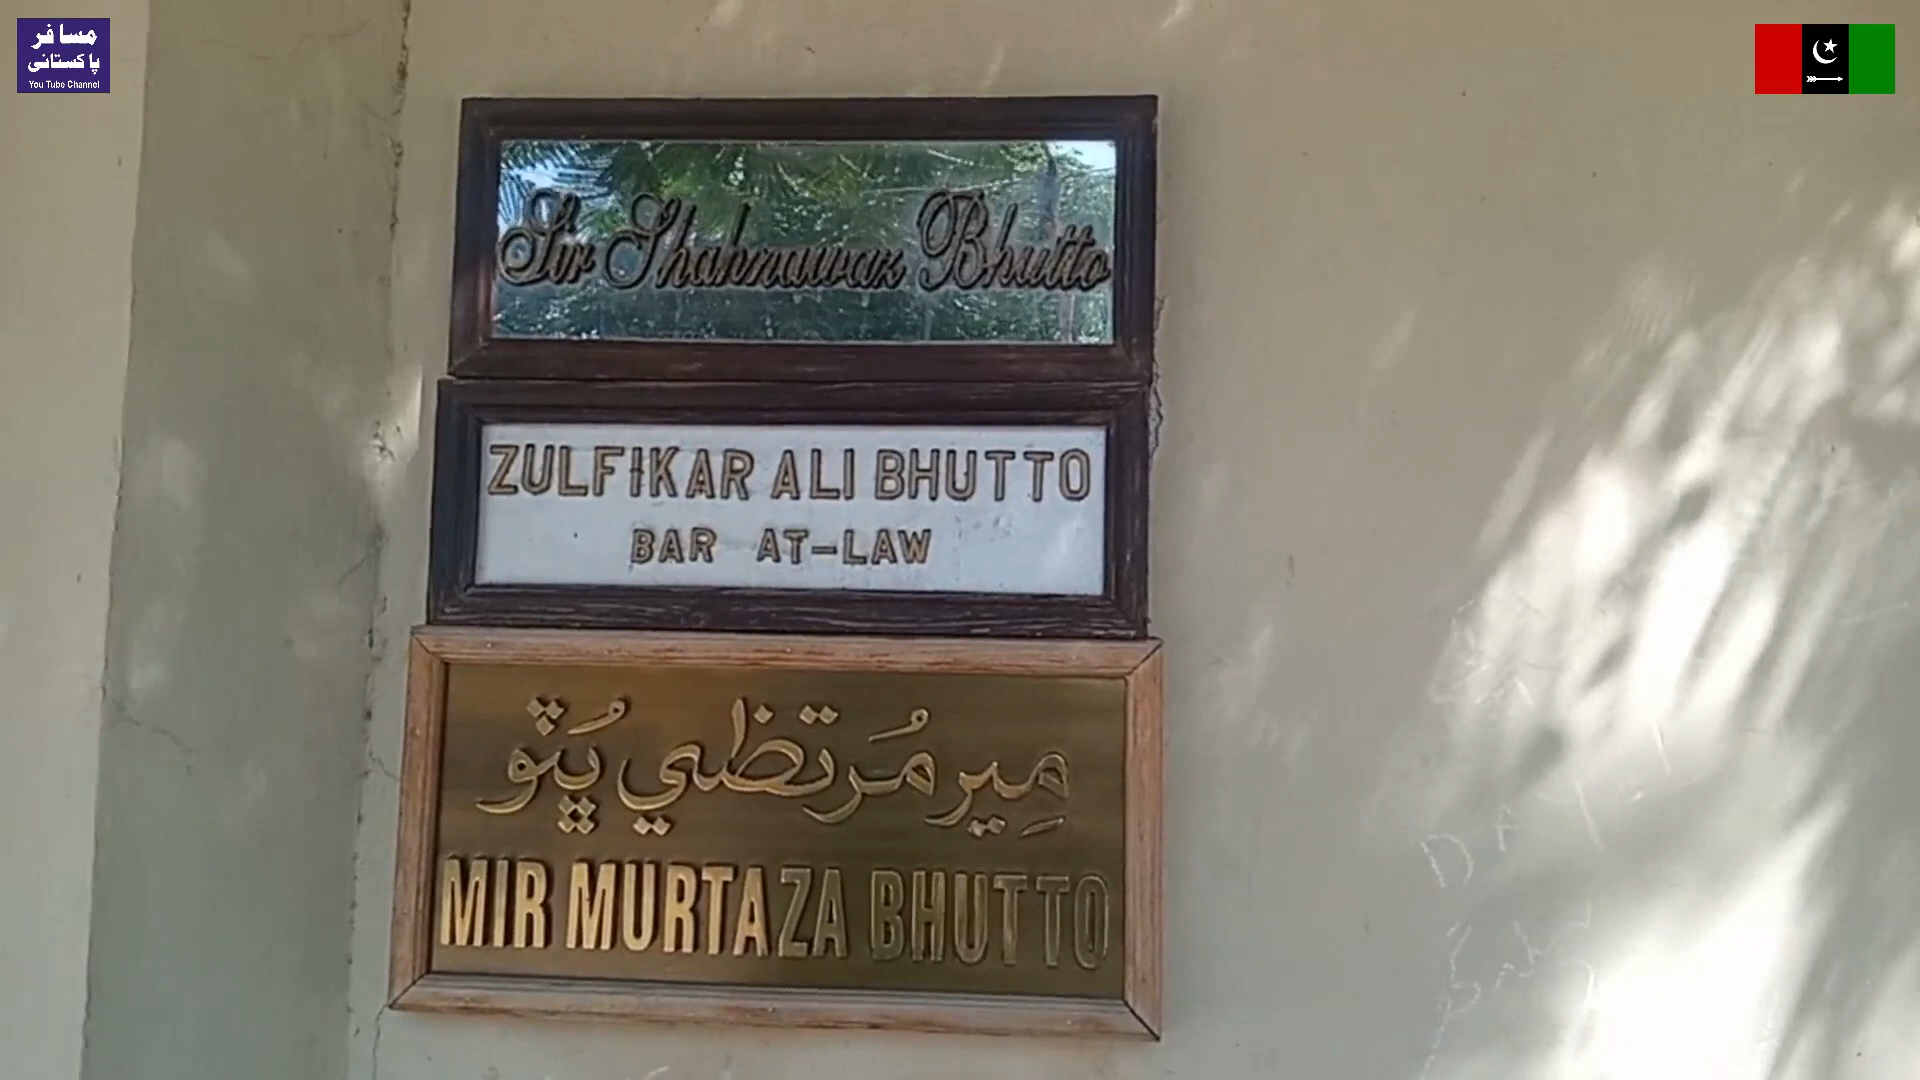 مسافر
پاکستانی
You Tube Channel
Sir Shahnawaz Bhutto
ZULFIKAR ALI BHUTTO
BAR AT-LAW
مِير مُرتضيٰ ڀُٽو
MIR MURTAZA BHUTTO